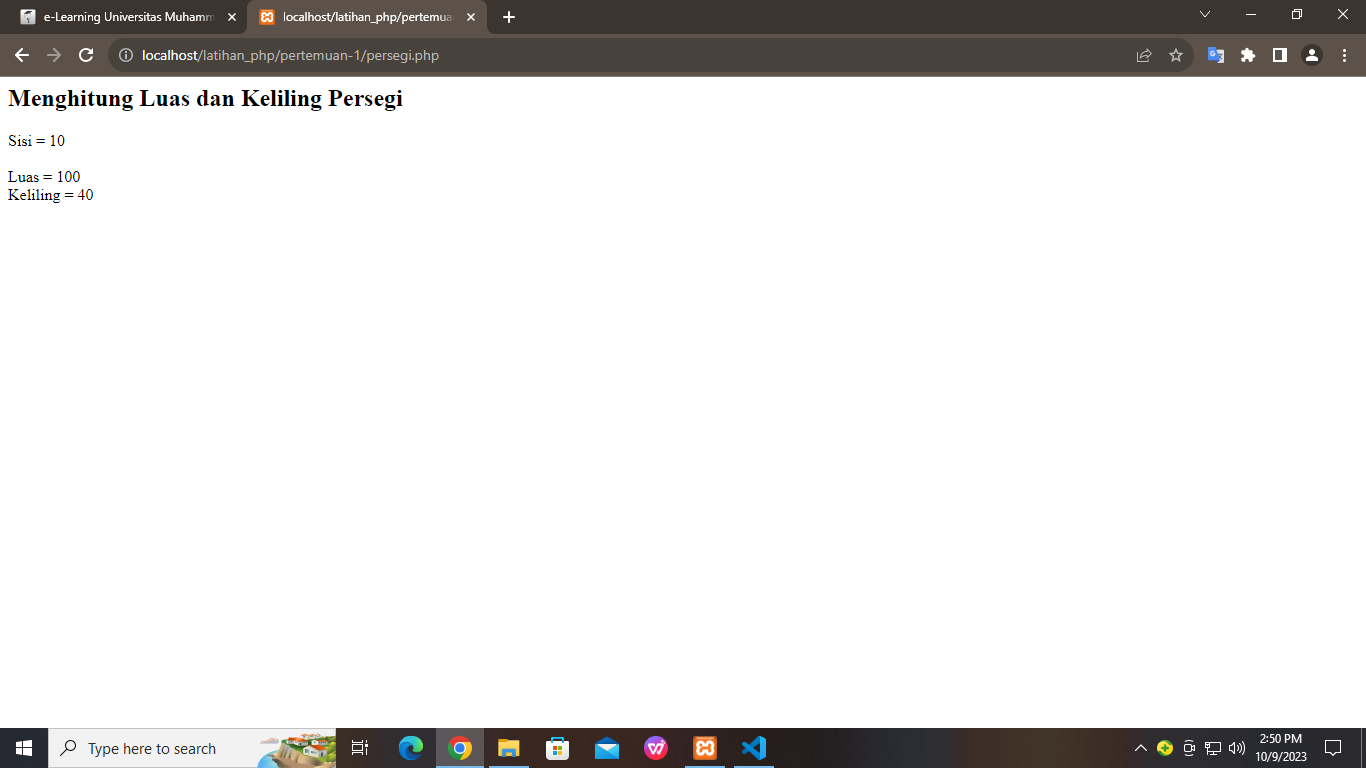 e-Learning Universitas Muhamm
localhost/latihan_php/pertemua
localhost/latihan_php/pertemuan-1/persegi.php
Menghitung Luas dan Keliling Persegi
Sisi = 10
Luas = 100
Keliling = 40
Type here to search
2:50 PM
10/9/2023